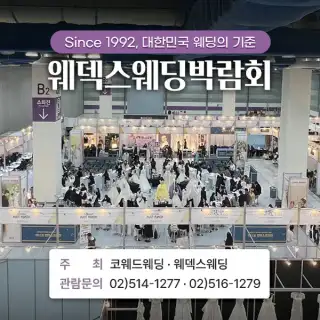 Since 1992, 대한민국 웨딩의 기준
웨덱스웨딩박람회
B2
주 최 코웨드웨딩 · 웨덱스웨딩
관람문의 02)514-1277 · 02)516-1279